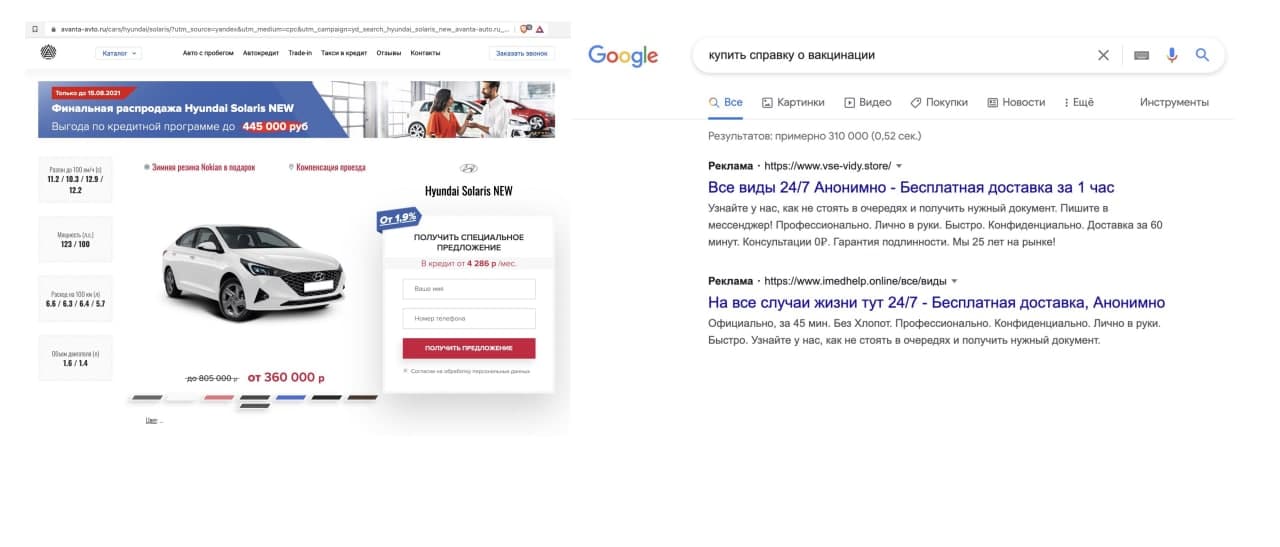 avanta-avto.ru/cars/hyundai/solaris/?utm_source=yandex&utm_medium=cpc&utm_campaign=yd_search_hyundai_solaris_new_avanta-auto.ru_...
Каталог
Авто с пробегом Автокредит Trade-in Такси в кредит Отзывы Контакты
Заказать звонок
Только до 15.08.2021
Финальная распродажа Hyundai Solaris NEW
Выгода по кредитной программе до 445 000 руб
Разгон до 100 км/ч (с)
11.2 / 10.3 / 12.9 /
12.2
Мощность (л.с.)
123 / 100
Расход на 100 км (л)
6.6 / 6.3 / 6.4 / 5.7
Объем двигателя (л)
1.6 / 1.4
Зимняя резина Nokian в подарок
Компенсация проезда
до 805 000 р от 360 000 р
Цвет: ..
Hyundai Solaris NEW
От 1,9%
ПОЛУЧИТЬ СПЕЦИАЛЬНОЕ
ПРЕДЛОЖЕНИЕ
В кредит от 4 286 р /мес.
Ваше имя
Номер телефона
ПОЛУЧИТЬ ПРЕДЛОЖЕНИЕ
Согласие на обработку персональных данных
Google
купить справку о вакцинации
Все Картинки Видео Покупки Новости Ещё Инструменты
Результатов: примерно 310 000 (0,52 сек.)
Реклама · https://www.vse-vidy.store/
Все виды 24/7 Анонимно - Бесплатная доставка за 1 час
Узнайте у нас, как не стоять в очередях и получить нужный документ. Пишите в
мессенджер! Профессионально. Лично в руки. Быстро. Конфиденциально. Доставка за 60
минут. Консультации 0₽. Гарантия подлинности. Мы 25 лет на рынке!
Реклама · https://www.imedhelp.online/все/виды
На все случаи жизни тут 24/7 - Бесплатная доставка, Анонимно
Официально, за 45 мин. Без Хлопот. Профессионально. Конфиденциально. Лично в руки.
Быстро. Узнайте у нас, как не стоять в очередях и получить нужный документ.